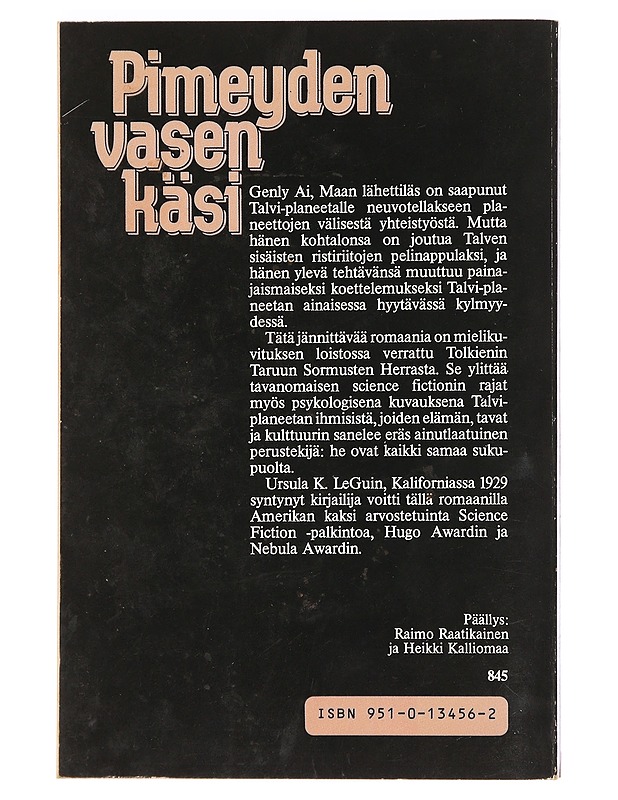 Pimeyden
vasen
käsi
Genly Ai, Maan lähettiläs on saapunut
Talvi-planeetalle neuvotellakseen pla-
neettojen välisestä yhteistyöstä. Mutta
hänen kohtalonsa on joutua Talven
sisäisten ristiriitojen pelinappulaksi, ja
hänen ylevä tehtävänsä muuttuu paina-
jaismaiseksi koettelemukseksi Talvi-pla-
neetan ainaisessa hyytävässä kylmyy-
dessä.
Tätä jännittävää romaania on mieliku-
vituksen loistossa verrattu Tolkienin
Taruun Sormusten Herrasta. Se ylittää
tavanomaisen science fictionin rajat
myös psykologisena kuvauksena Talvi-
planeetan ihmisistä, joiden elämän, tavat
ja kulttuurin sanelee eräs ainutlaatuinen
perustekijä: he ovat kaikki samaa suku-
puolta.
Ursula K. LeGuin, Kaliforniassa 1929
syntynyt kirjailija voitti tällä romaanilla
Amerikan kaksi arvostetuinta Science
Fiction -palkintoa, Hugo Awardin ja
Nebula Awardin.
Päällys:
Raimo Raatikainen
ja Heikki Kalliomaa
845
ISBN 951-0-13456-2